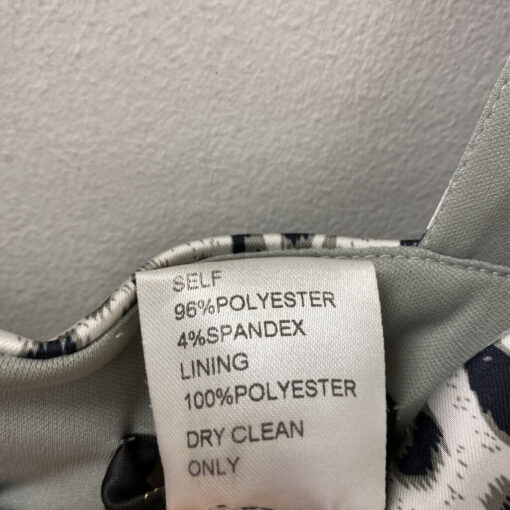 SELF
96%POLYESTER
4%SPANDEX
LINING
100%POLYESTER
DRY CLEAN
ONLY